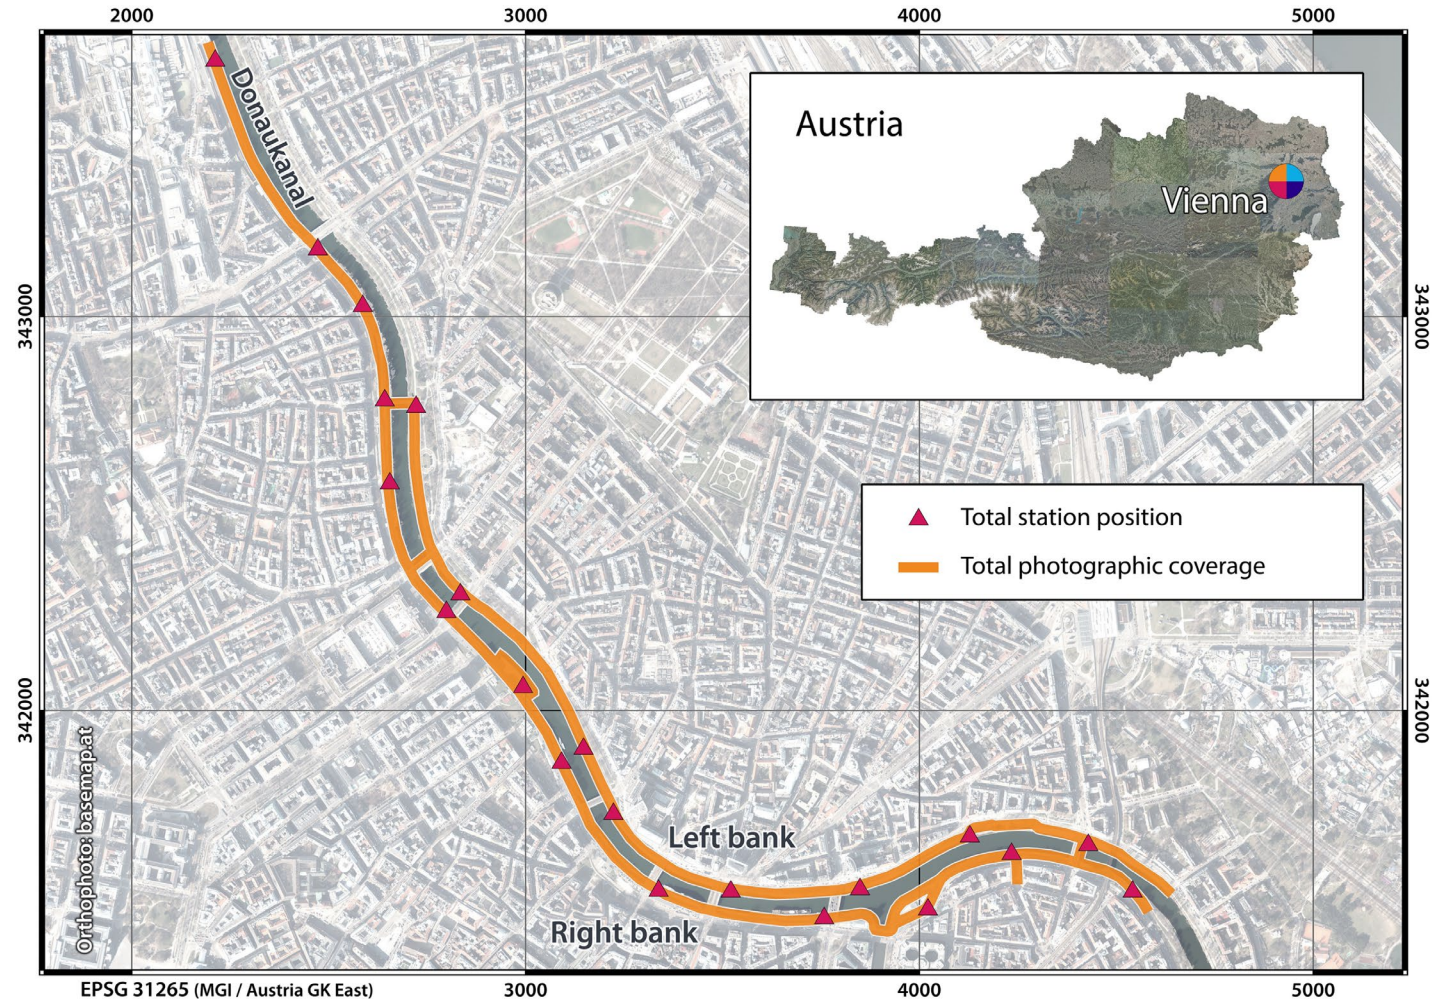 2000 3000 4000 5000
Donaukanal
Austria
Vienna
343000 343000
Total station position
Total photographic coverage
342000 342000
Orthophoto: basemap.at
Left bank
Right bank
EPSG 31265 (MGI / Austria GK East) 3000 4000 5000